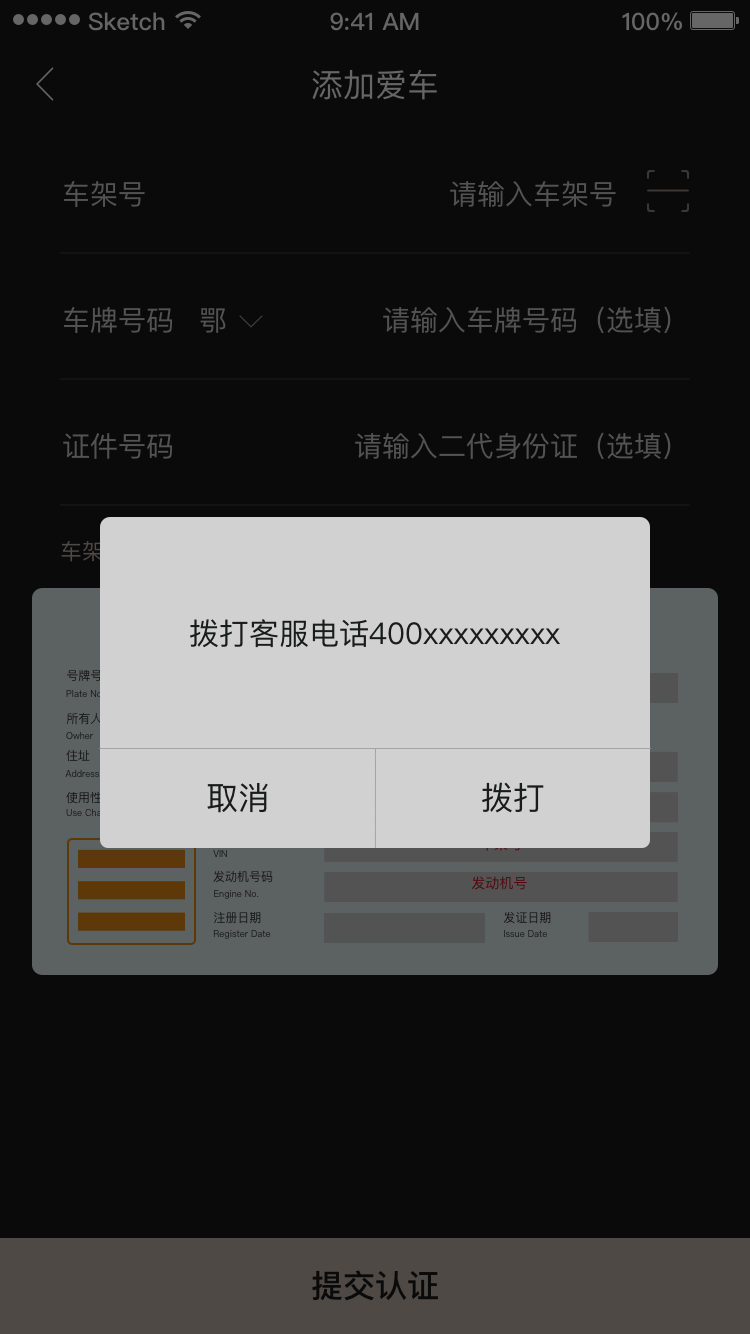 Sketch 9:41 AM 100%
添加爱车
车架号 请输入车架号
车牌号码 鄂 请输入车牌号码（选填）
证件号码 请输入二代身份证（选填）
车架
拨打客服电话400xxxxxxxxx
取消 拨打
号牌号
Plate No
所有人
Owher
住址
Address
使用性
Use Cha
VIN
发动机号码 发动机号
Engine No.
注册日期 发证日期
Register Date Issue Date
提交认证